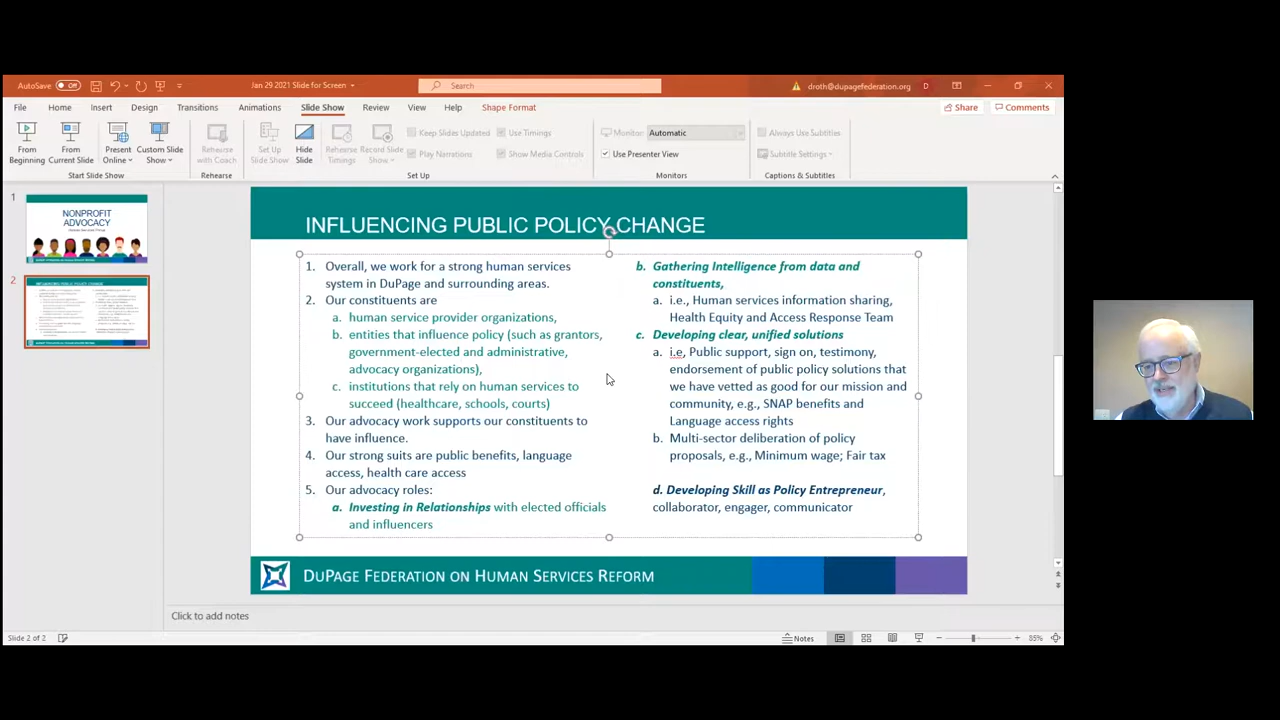 AutoSave Off
Jan 29 2021 Slide for Screen
Search
droth@dupagefederation.org
D
File Home Insert Design Transitions Animations Slide Show Review View Help Shape Format
Share Comments
From Beginning
From Current Slide
Present Online
Custom Slide Show
Start Slide Show
Rehearse with Coach
Rehearse
Set Up Slide Show
Hide Slide
Rehearse Timings
Record Slide Show
Keep Slides Updated
Play Narrations
Use Timings
Show Media Controls
Set Up
Monitor: Automatic
Use Presenter View
Monitors
Always Use Subtitles
Subtitle Settings
Captions & Subtitles
1
NONPROFIT
ADVOCACY
2
INFLUENCING PUBLIC POLICY CHANGE
1. Overall, we work for a strong human services
system in DuPage and surrounding areas.
2. Our constituents are
a. human service provider organizations,
b. entities that influence policy (such as grantors,
government-elected and administrative,
advocacy organizations),
c. institutions that rely on human services to
succeed (healthcare, schools, courts)
3. Our advocacy work supports our constituents to
have influence.
4. Our strong suits are public benefits, language
access, health care access
5. Our advocacy roles:
a. Investing in Relationships with elected officials
and influencers
b. Gathering Intelligence from data and
constituents,
a. i.e., Human services information sharing,
Health Equity and Access Response Team
c. Developing clear, unified solutions
a. i.e, Public support, sign on, testimony,
endorsement of public policy solutions that
we have vetted as good for our mission and
community, e.g., SNAP benefits and
Language access rights
b. Multi-sector deliberation of policy
proposals, e.g., Minimum wage; Fair tax
d. Developing Skill as Policy Entrepreneur,
collaborator, engager, communicator
DUPAGE FEDERATION ON HUMAN SERVICES REFORM
Click to add notes
Slide 2 of 2
Notes
85%